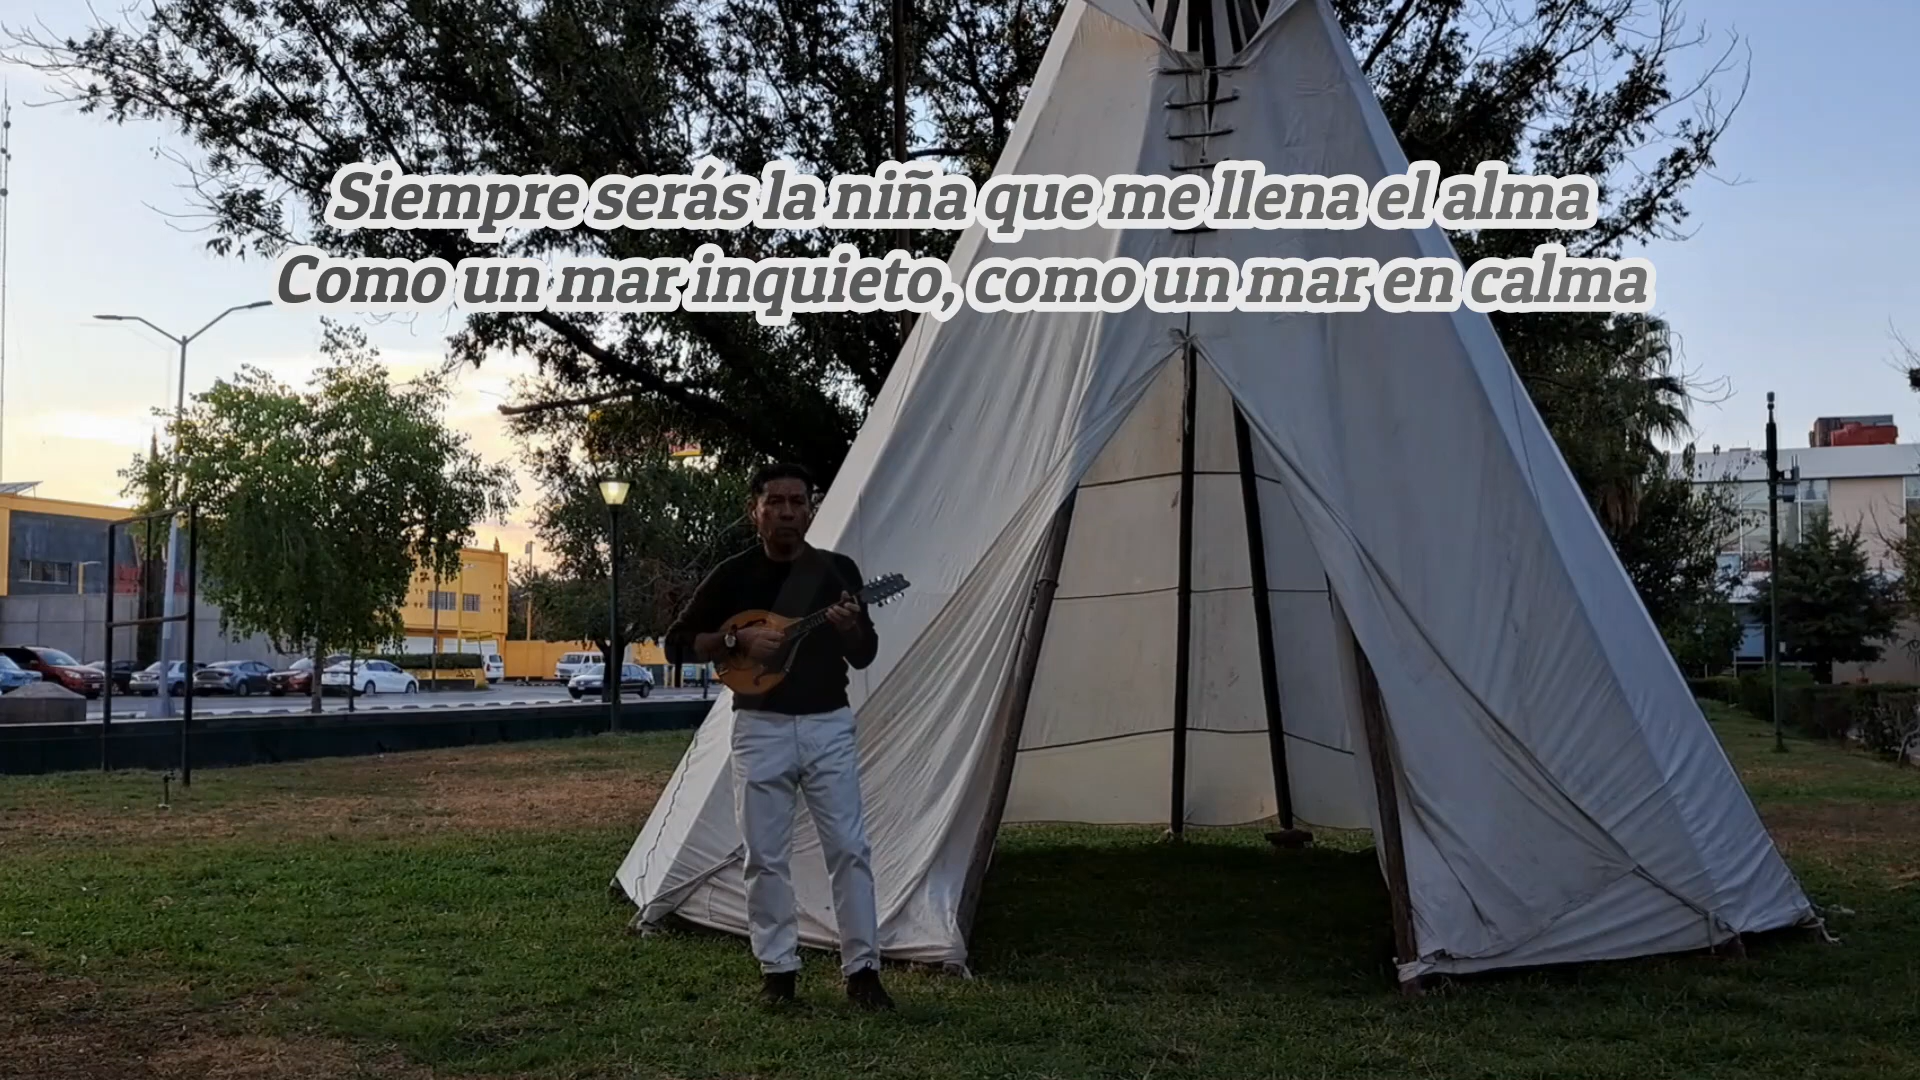 Siempre serás la niña que me llena el alma
Como un mar inquieto, como un mar en calma